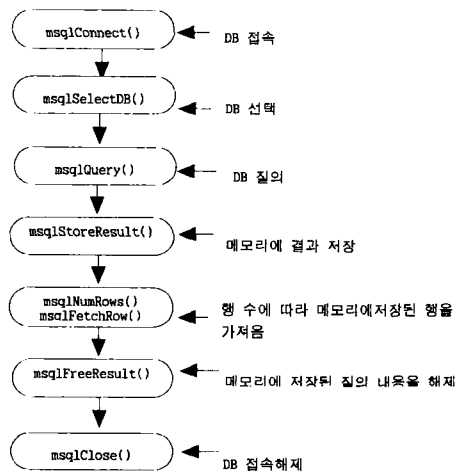 msqlConnect()
DB 접속
msqlSelectDB()
DB 선택
msqlQuery()
DB 질의
msqlStoreResult()
메모리에 결과 저장
msqlNumRows()
msqlFetchRow()
행 수에 따라 메모리에저장된 행을
가져옴
msqlFreeResult()
메모리에 저장된 질의 내용을 해제
msqlClose()
DB 접속해제